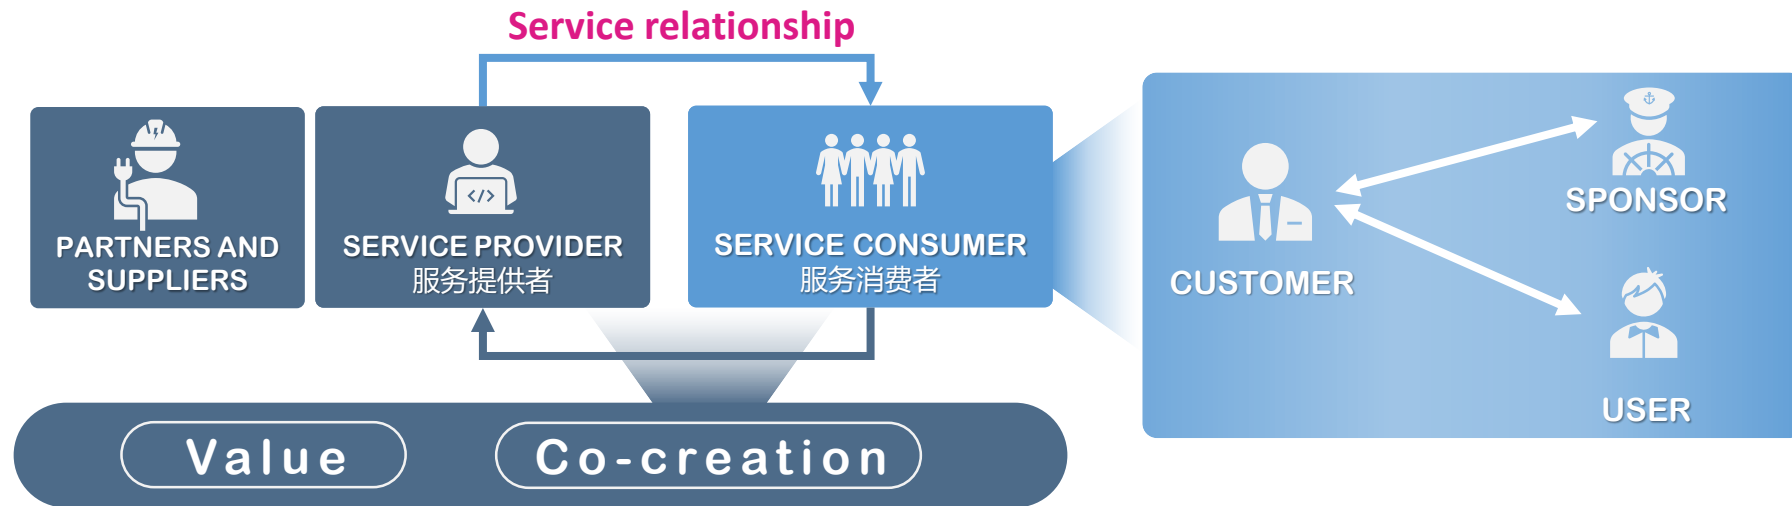 Service relationship
PARTNERS AND
SUPPLIERS
SERVICE PROVIDER
服务提供者
</>
SERVICE CONSUMER
服务消费者
CUSTOMER
SPONSOR
USER
Value
Co-creation